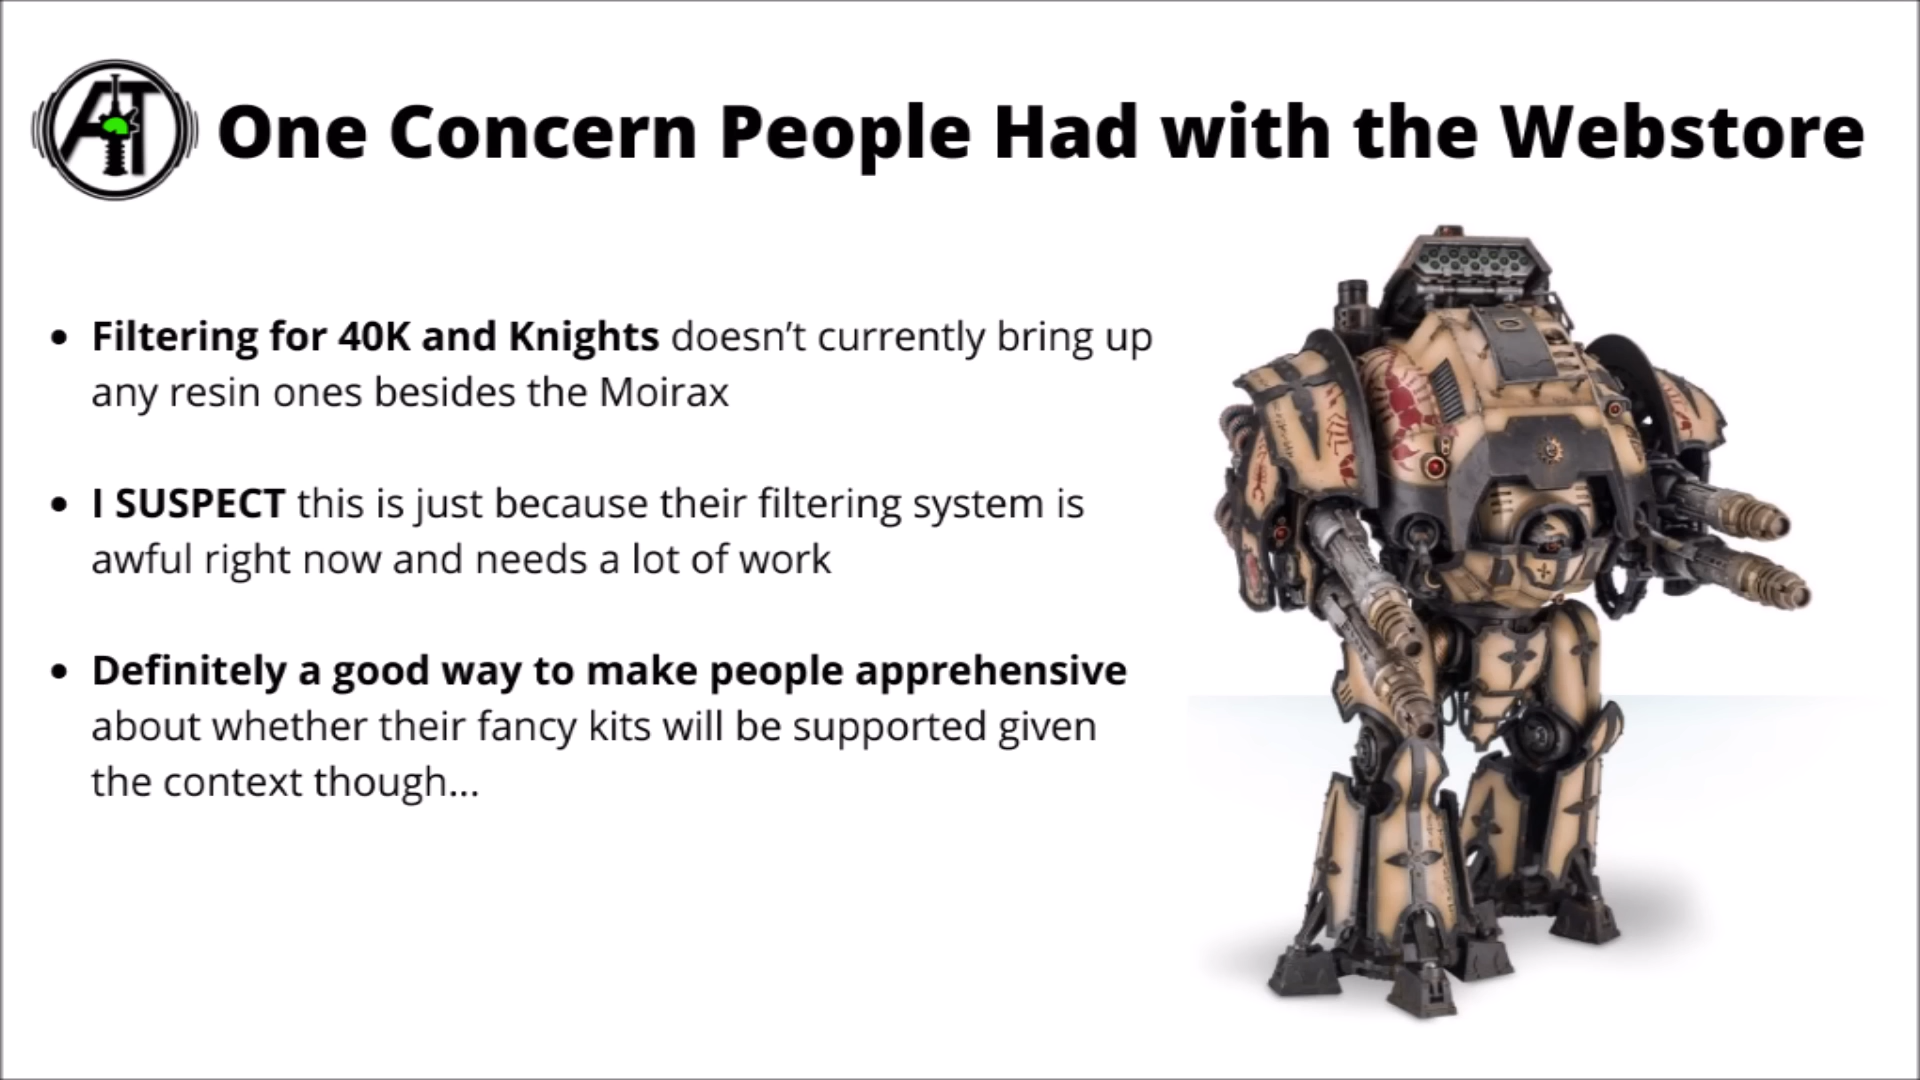 AT
One Concern People Had with the Webstore
• Filtering for 40K and Knights doesn’t currently bring up
any resin ones besides the Moirax
• I SUSPECT this is just because their filtering system is
awful right now and needs a lot of work
• Definitely a good way to make people apprehensive
about whether their fancy kits will be supported given
the context though...